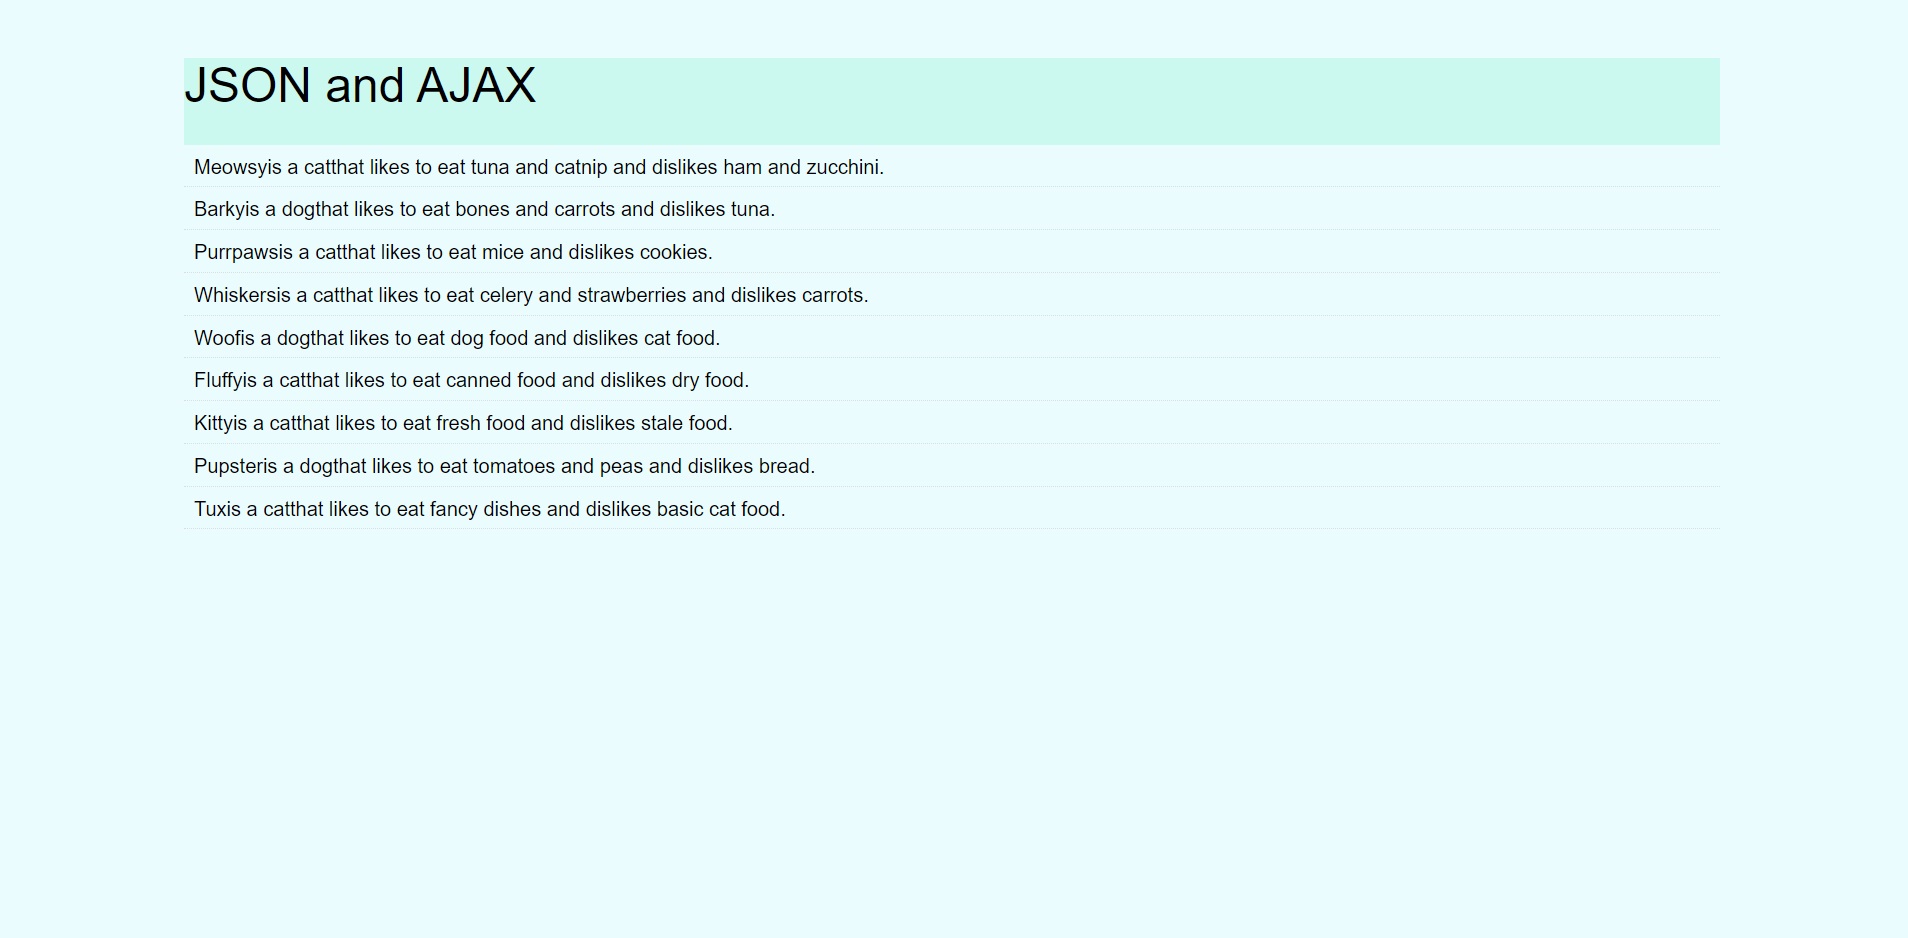 JSON and AJAX
Meowsyis a catthat likes to eat tuna and catnip and dislikes ham and zucchini.
Barkyis a dogthat likes to eat bones and carrots and dislikes tuna.
Purrpawsis a catthat likes to eat mice and dislikes cookies.
Whiskersis a catthat likes to eat celery and strawberries and dislikes carrots.
Woofis a dogthat likes to eat dog food and dislikes cat food.
Fluffyis a catthat likes to eat canned food and dislikes dry food.
Kittyis a catthat likes to eat fresh food and dislikes stale food.
Pupsteris a dogthat likes to eat tomatoes and peas and dislikes bread.
Tuxis a catthat likes to eat fancy dishes and dislikes basic cat food.